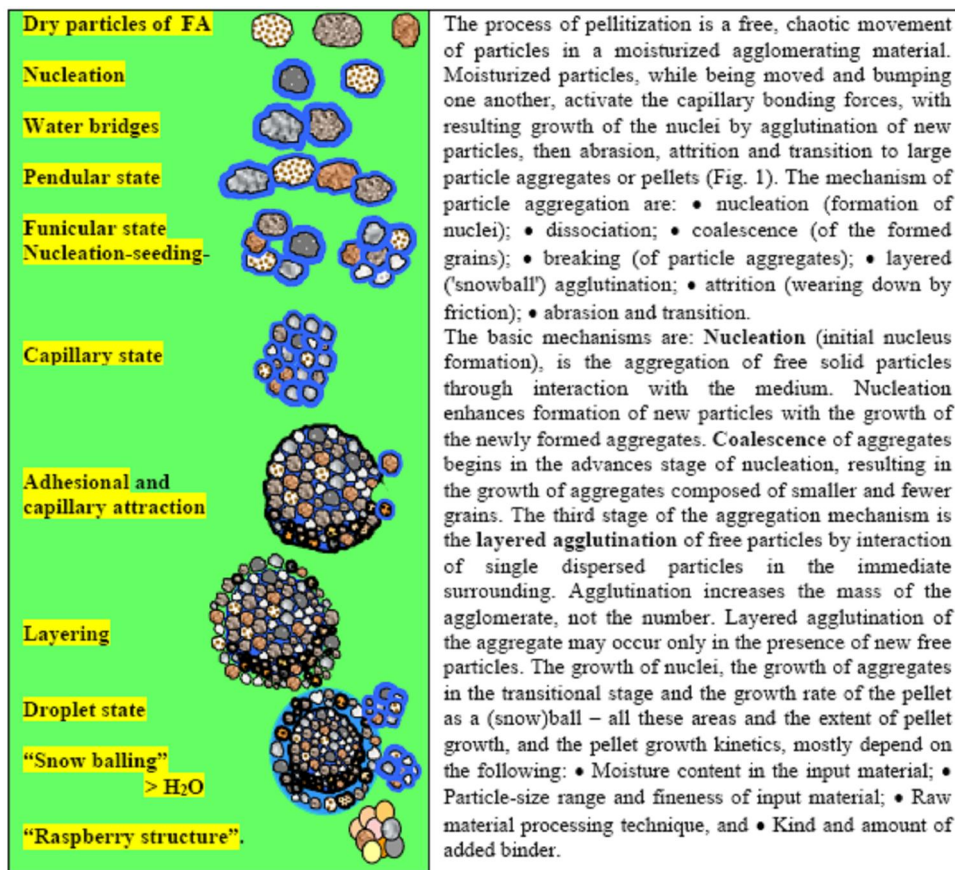 Dry particles of FA
Nucleation
Water bridges
Pendular state
Funicular state
Nucleation-seeding-
Capillary state
Adhesional and
capillary attraction
Layering
Droplet state
“Snow balling”
> H₂O
“Raspberry structure”.
The process of pellitization is a free, chaotic movement
of particles in a moisturized agglomerating material.
Moisturized particles, while being moved and bumping
one another, activate the capillary bonding forces, with
resulting growth of the nuclei by agglutination of new
particles, then abrasion, attrition and transition to large
particle aggregates or pellets (Fig. 1). The mechanism of
particle aggregation are: • nucleation (formation of
nuclei); • dissociation; • coalescence (of the formed
grains); • breaking (of particle aggregates); • layered
('snowball') agglutination; • attrition (wearing down by
friction); • abrasion and transition.
The basic mechanisms are: Nucleation (initial nucleus
formation), is the aggregation of free solid particles
through interaction with the medium. Nucleation
enhances formation of new particles with the growth of
the newly formed aggregates. Coalescence of aggregates
begins in the advances stage of nucleation, resulting in
the growth of aggregates composed of smaller and fewer
grains. The third stage of the aggregation mechanism is
the layered agglutination of free particles by interaction
of single dispersed particles in the immediate
surrounding. Agglutination increases the mass of the
agglomerate, not the number. Layered agglutination of
the aggregate may occur only in the presence of new free
particles. The growth of nuclei, the growth of aggregates
in the transitional stage and the growth rate of the pellet
as a (snow)ball – all these areas and the extent of pellet
growth, and the pellet growth kinetics, mostly depend on
the following: • Moisture content in the input material; •
Particle-size range and fineness of input material; • Raw
material processing technique, and • Kind and amount of
added binder.